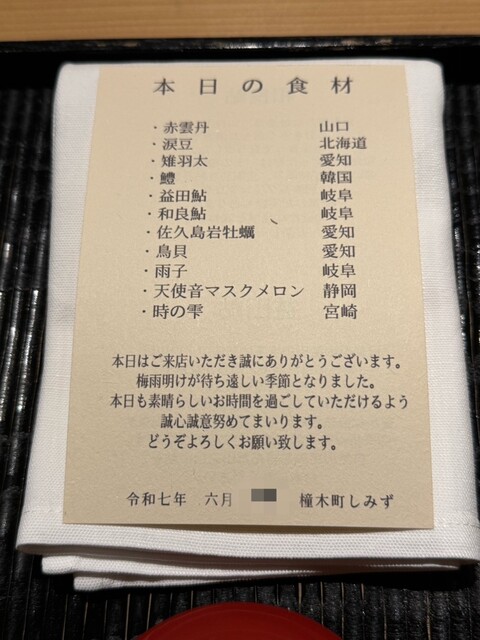 本日の食材
・赤雲丹 山口
・涙豆 北海道
・雉羽太 愛知
・鱧 韓国
・益田鮎 岐阜
・和良鮎 岐阜
・佐久島岩牡蠣 愛知
・鳥貝 愛知
・雨子 岐阜
・天使音マスクメロン 静岡
・時の雫 宮崎
本日はご来店いただき誠にありがとうございます。
梅雨明けが待ち遠しい季節となりました。
本日も素晴らしいお時間を過ごしていただけるよう
誠心誠意努めてまいります。
どうぞよろしくお願い致します。
令和七年 六月 橦木町しみず